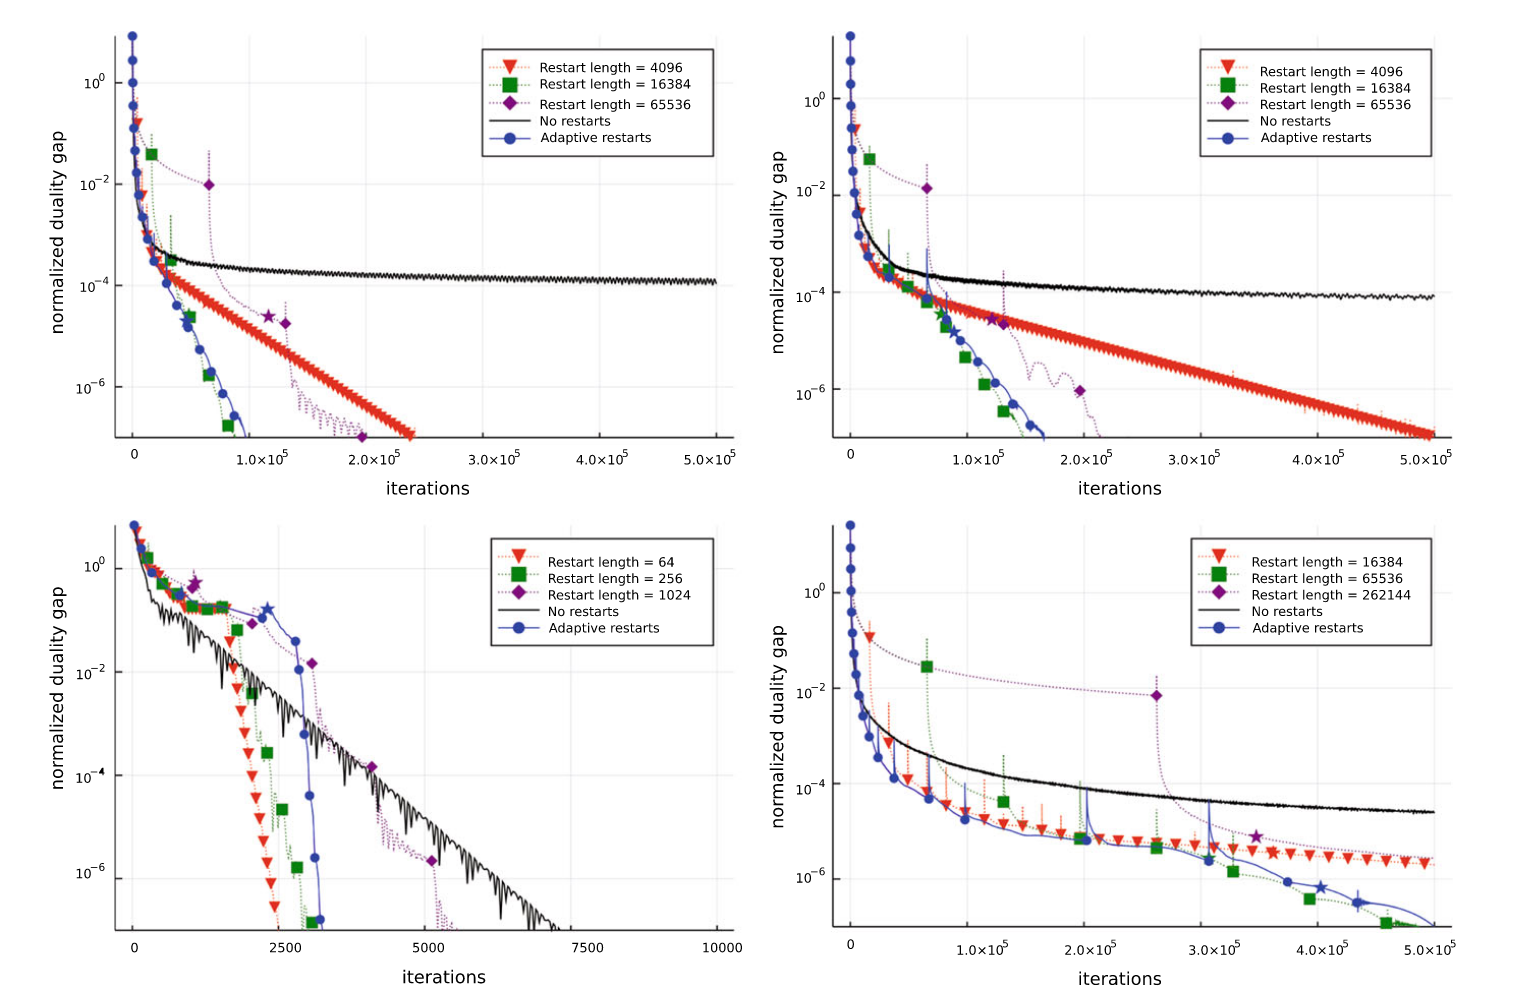 normalized duality gap
10⁰
10⁻²
10⁻⁴
10⁻⁶
Restart length = 4096
Restart length = 16384
Restart length = 65536
No restarts
Adaptive restarts
0
1.0×10⁵
2.0×10⁵
3.0×10⁵
4.0×10⁵
5.0×10⁵
iterations
normalized duality gap
10⁰
10⁻²
10⁻⁴
10⁻⁶
Restart length = 4096
Restart length = 16384
Restart length = 65536
No restarts
Adaptive restarts
0
1.0×10⁵
2.0×10⁵
3.0×10⁵
4.0×10⁵
5.0×10⁵
iterations
normalized duality gap
10⁰
10⁻²
10⁻⁴
10⁻⁶
Restart length = 64
Restart length = 256
Restart length = 1024
No restarts
Adaptive restarts
0
2500
5000
7500
10000
iterations
normalized duality gap
10⁰
10⁻²
10⁻⁴
10⁻⁶
Restart length = 16384
Restart length = 65536
Restart length = 262144
No restarts
Adaptive restarts
0
1.0×10⁵
2.0×10⁵
3.0×10⁵
4.0×10⁵
5.0×10⁵
iterations